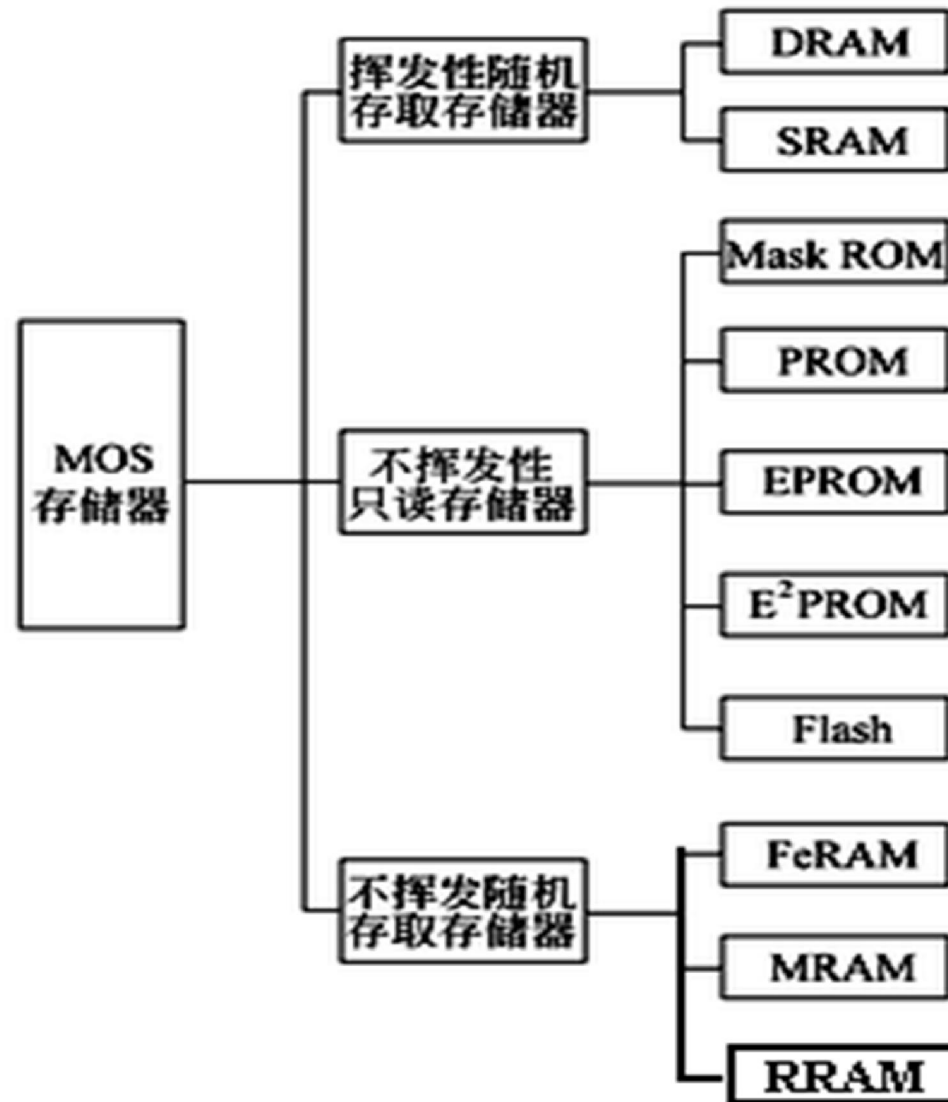 MOS
存储器
挥发性随机
存取存储器
DRAM
SRAM
不挥发性
只读存储器
Mask ROM
PROM
EPROM
E²PROM
Flash
不挥发随机
存取存储器
FeRAM
MRAM
RRAM